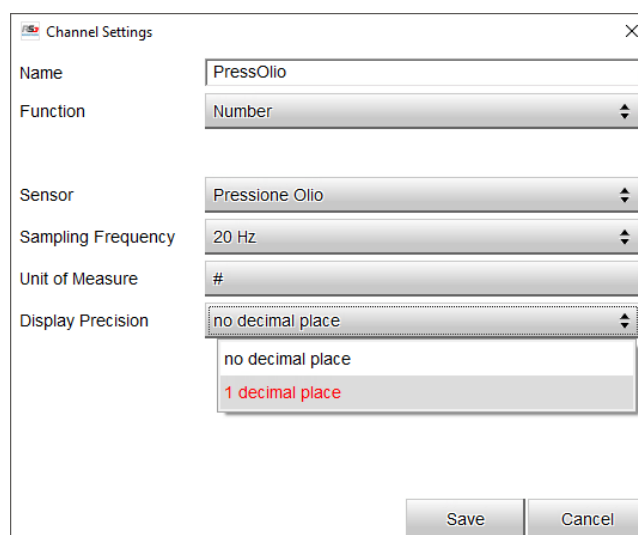 RS3 Channel Settings
Name PressOlio
Function Number
Sensor Pressione Olio
Sampling Frequency 20 Hz
Unit of Measure #
Display Precision no decimal place
no decimal place
1 decimal place
Save Cancel